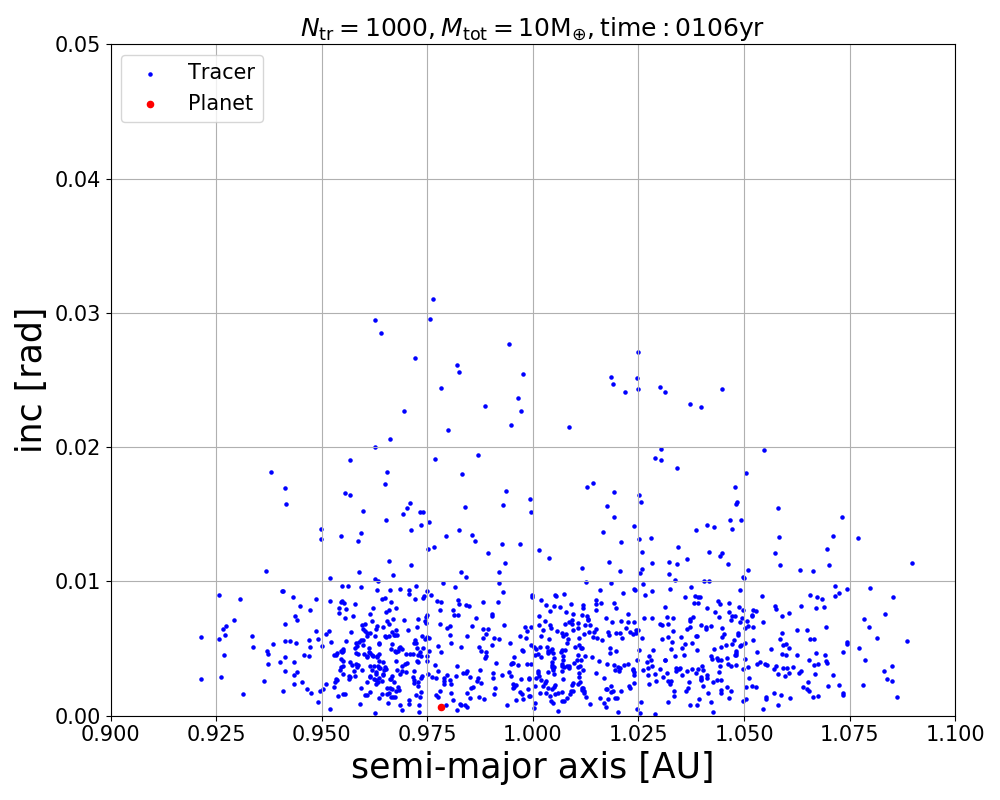 N_tr = 1000, M_tot = 10M_⊕, time : 0106yr
0.05
Tracer
Planet
0.04
0.03
0.02
0.01
0.00
inc [rad]
0.900 0.925 0.950 0.975 1.000 1.025 1.050 1.075 1.100
semi-major axis [AU]